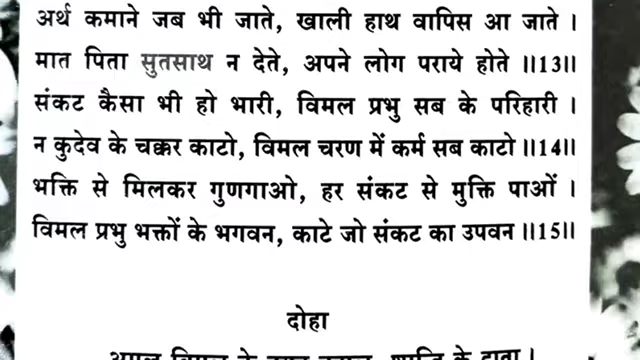 अर्थ कमाने जब भी जाते, खाली हाथ वापिस आ जाते ।
मात पिता सुतसाथ न देते, अपने लोग पराये होते ॥13॥
संकट कैसा भी हो भारी, विमल प्रभु सब के परिहारी ।
न कुदेव के चक्कर काटो, विमल चरण में कर्म सब काटो ॥14॥
भक्ति से मिलकर गुणगाओ, हर संकट से मुक्ति पाओं ।
विमल प्रभु भक्तों के भगवन, काटे जो संकट का उपवन ॥15॥
दोहा
विमल के